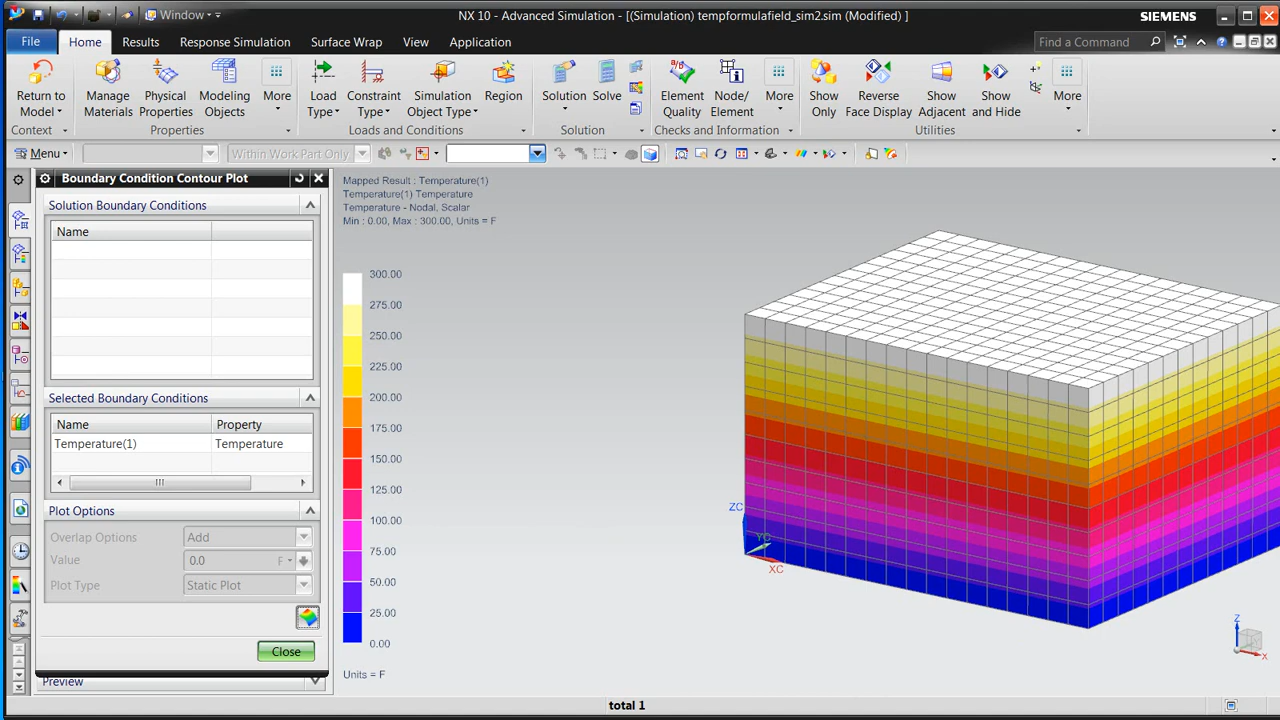 Window
NX 10 - Advanced Simulation - [(Simulation) tempformulafield_sim2.sim (Modified) ]
SIEMENS
File
Home
Results
Response Simulation
Surface Wrap
View
Application
Find a Command
Return to Model
Manage Materials
Physical Properties
Modeling Objects
More
Load Type
Constraint Type
Simulation Object Type
Region
Solution
Solve
Element Quality
Node/ Element
More
Show Only
Reverse Face Display
Show Adjacent
Show and Hide
More
Context
Properties
Loads and Conditions
Solution
Checks and Information
Utilities
Menu
Within Work Part Only
Boundary Condition Contour Plot
Solution Boundary Conditions
Name
Selected Boundary Conditions
Name Property
Temperature(1) Temperature
Plot Options
Overlap Options Add
Value 0.0 F
Plot Type Static Plot
Close
Preview
Mapped Result : Temperature(1)
Temperature(1) Temperature
Temperature - Nodal, Scalar
Min : 0.00, Max : 300.00, Units = F
300.00
275.00
250.00
225.00
200.00
175.00
150.00
125.00
100.00
75.00
50.00
25.00
0.00
Units = F
ZC
YC
XC
Z
X
total 1